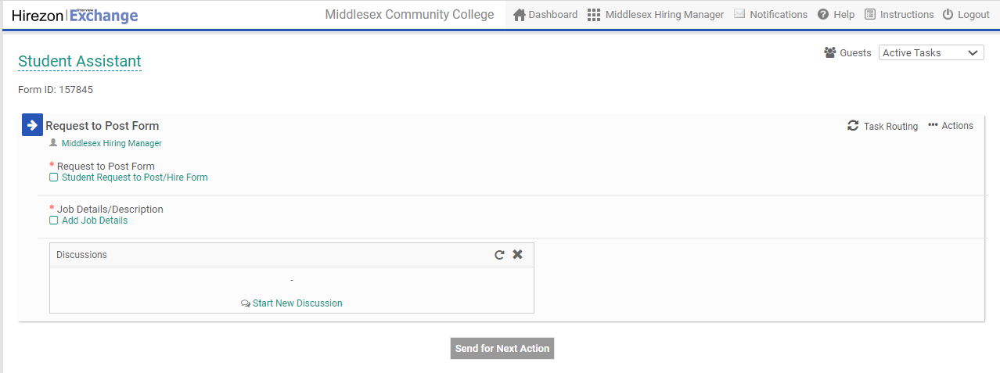 Hirezon Interview Exchange Middlesex Community College Dashboard Middlesex Hiring Manager Notifications Help Instructions Logout
Student Assistant Guests Active Tasks
Form ID: 157845
Request to Post Form Task Routing Actions
Middlesex Hiring Manager
* Request to Post Form
Student Request to Post/Hire Form
* Job Details/Description
Add Job Details
Discussions
-
Start New Discussion
Send for Next Action